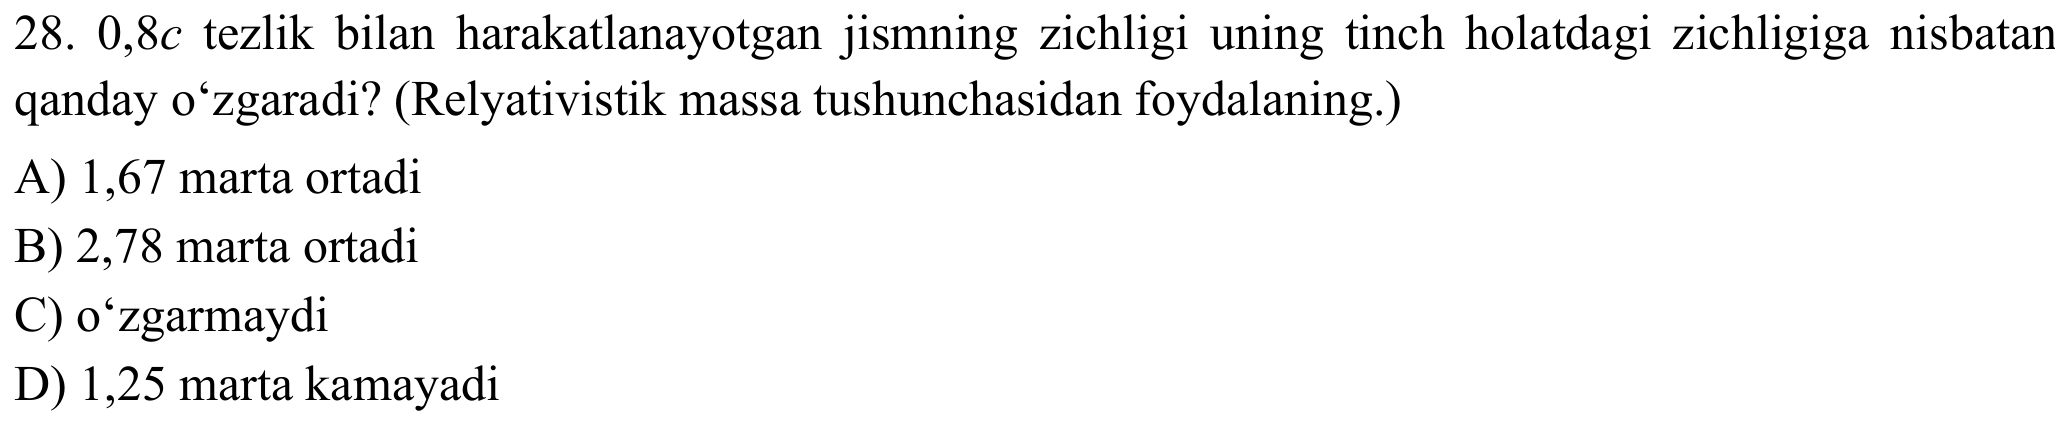 28. 0,8c tezlik bilan harakatlanayotgan jismning zichligi uning tinch holatdagi zichligiga nisbatan
qanday o‘zgaradi? (Relyativistik massa tushunchasidan foydalaning.)
A) 1,67 marta ortadi
B) 2,78 marta ortadi
C) o‘zgarmaydi
D) 1,25 marta kamayadi